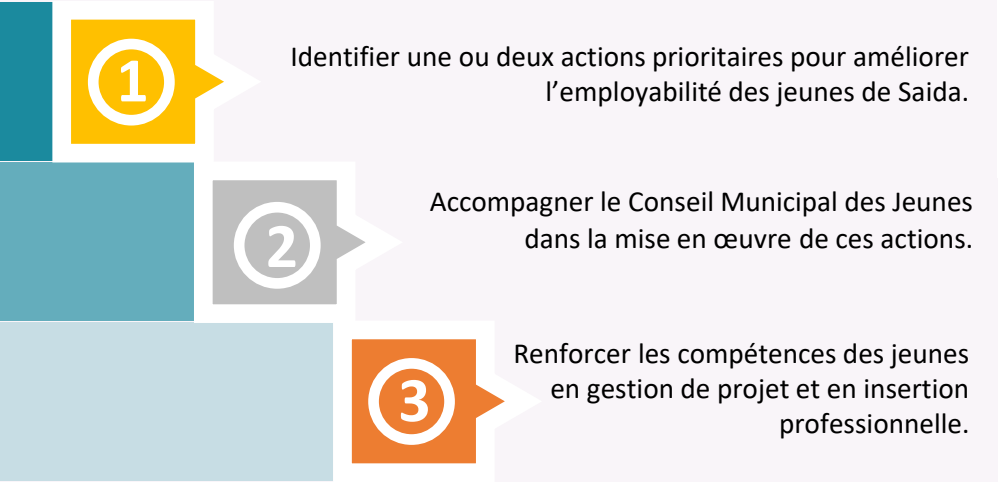 1
Identifier une ou deux actions prioritaires pour améliorer
l’employabilité des jeunes de Saida.
2
Accompagner le Conseil Municipal des Jeunes
dans la mise en œuvre de ces actions.
3
Renforcer les compétences des jeunes
en gestion de projet et en insertion
professionnelle.